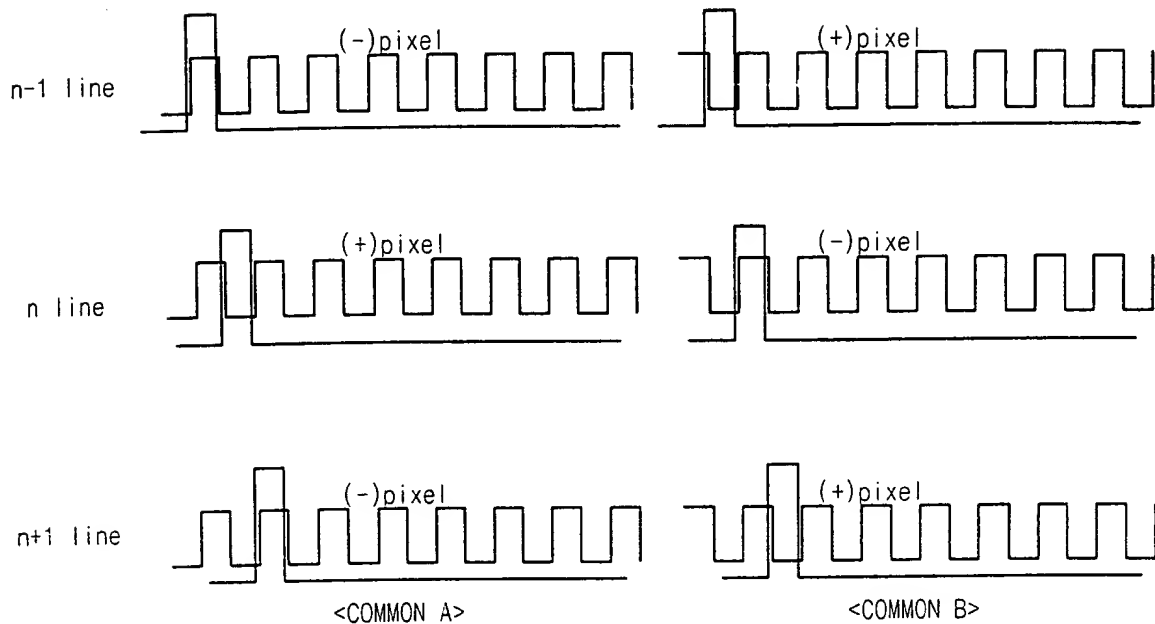 (-)pixel
(+)pixel
n-1 line
(+)pixel
(-)pixel
n line
(-)pixel
(+)pixel
n+1 line
<COMMON A>
<COMMON B>